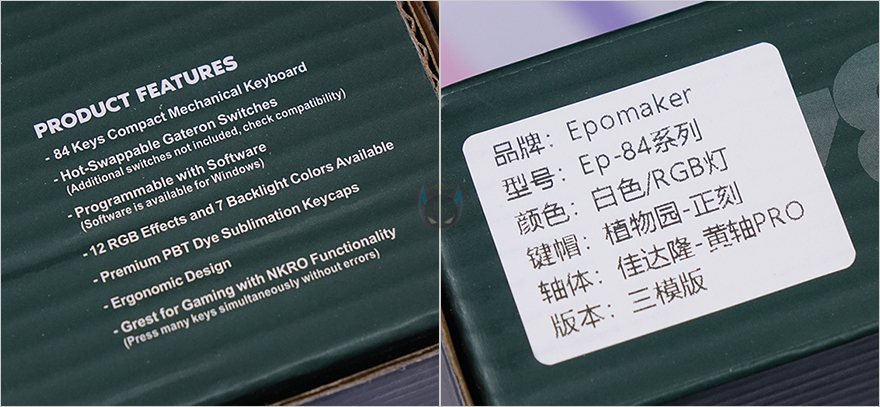 PRODUCT FEATURES
- 84 Keys Compact Mechanical Keyboard
- Hot-Swappable Gateron Switches
(Additional switches not included, check compatibility)
- Programmable with Software
(Software is available for Windows)
- 12 RGB Effects and 7 Backlight Colors Available
- Premium PBT Dye Sublimation Keycaps
- Ergonomic Design
- Grest for Gaming with NKRO Functionality
(Press many keys simultaneously without errors)
品牌：Epomaker
型号：Ep-84系列
颜色：白色/RGB灯
键帽：植物园-正刻
轴体：佳达隆-黄轴PRO
版本：三模版